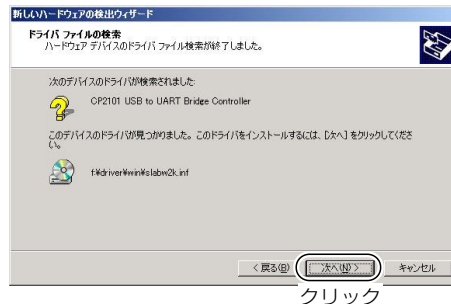 新しいハードウェアの検出ウィザード
ドライバ ファイルの検索
ハードウェア デバイスのドライバ ファイル検索が終了しました。
次のデバイスのドライバが検索されました:
CP2101 USB to UART Bridge Controller
このデバイスのドライバが見つかりました。このドライバをインストールするには、[次へ] をクリックしてくださ
い。
f:¥driver¥win¥slabw2k.inf
< 戻る(B)
次へ(N) >
キャンセル
クリック